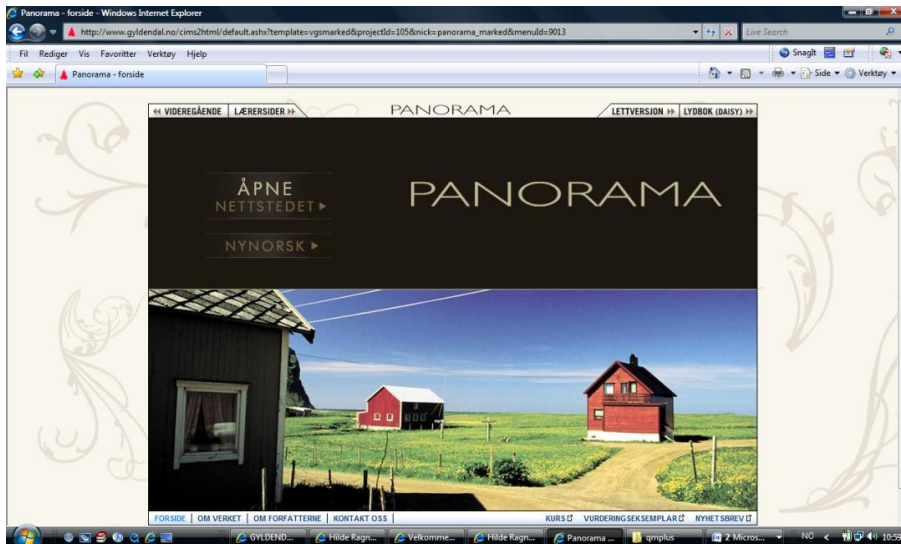 Panorama - forside - Windows Internet Explorer
http://www.gyldendal.no/cims2html/default.ashx?template=vgsmarked&projectId=105&nick=panorama_marked&menuId=9013
Live Search
Fil Rediger Vis Favoritter Verktøy Hjelp
SnagIt
Panorama - forside
Side
Verktøy
VIDEREGÅENDE LÆRERSIDER PANORAMA LETTVERSJON LYDBOK (DAISY)
ÅPNE
NETTSTEDET
PANORAMA
NYNORSK
FORSIDE | OM VERKET | OM FORFATTERNE | KONTAKT OSS |
KURS VURDERINGSEKSEMPLAR NYHETSBREV
GYLDEND... Hilde Ragn... Velkomme... Hilde Ragn... Panorama ... qmplus 2 Micros... NO 10:59